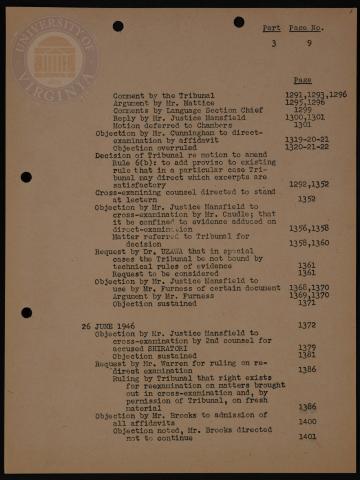 UNIVERSITY OF VIRGINIA
Part Page No.
3 9
Page
Comment by the Tribunal 1291,1293,1296
Argument by Mr. Mattice 1295,1296
Comments by Language Section Chief 1299
Reply by Mr. Justice Mansfield 1300,1301
Motion deferred to Chambers 1301
Objection by Mr. Cunningham to direct-
examination by affidavit 1319-20-21
Objection overruled 1320-21-22
Decision of Tribunal re motion to amend
Rule 6(b): to add proviso to existing
rule that in a particular case Tri-
bunal may direct which excerpts are
satisfactory 1292,1352
Cross-examining counsel directed to stand
at lectern 1352
Objection by Mr. Justice Mansfield to
cross-examination by Mr. Caudle; that
it be confined to evidence adduced on
direct-examination 1356,1358
Matter referred to Tribunal for
decision 1358,1360
Request by Dr. UZAWA that in special
cases the Tribunal be not bound by
technical rules of evidence 1361
Request to be considered 1361
Objection by Mr. Justice Mansfield to
use by Mr. Furness of certain document 1368,1370
Argument by Mr. Furness 1369,1370
Objection sustained 1371
26 JUNE 1946 1372
Objection by Mr. Justice Mansfield to
cross-examination by 2nd counsel for
accused SHIRATORI 1379
Objection sustained 1381
Request by Mr. Warren for ruling on re-
direct examination 1386
Ruling by Tribunal that right exists
for reexamination on matters brought
out in cross-examination and, by
permission of Tribunal, on fresh
material 1386
Objection by Mr. Brooks to admission of
all affidavits 1400
Objection noted, Mr. Brooks directed
not to continue 1401